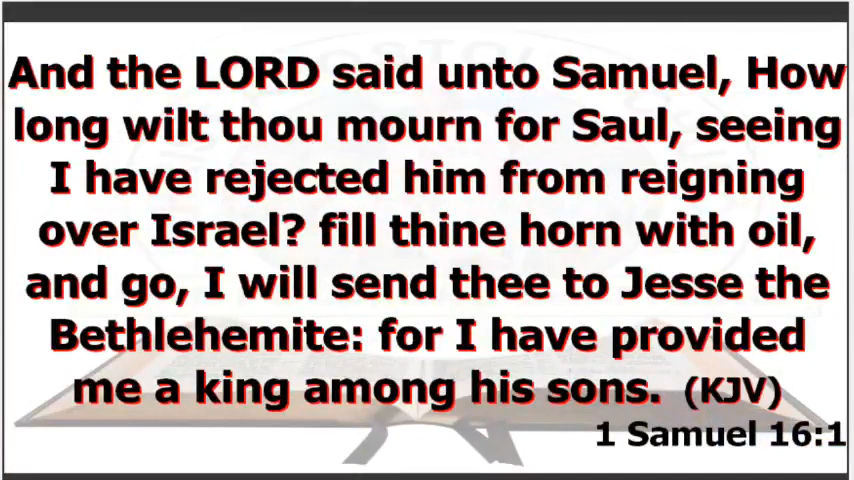 And the LORD said unto Samuel, How
long wilt thou mourn for Saul, seeing
I have rejected him from reigning
over Israel? fill thine horn with oil,
and go, I will send thee to Jesse the
Bethlehemite: for I have provided
me a king among his sons. (KJV)
1 Samuel 16:1